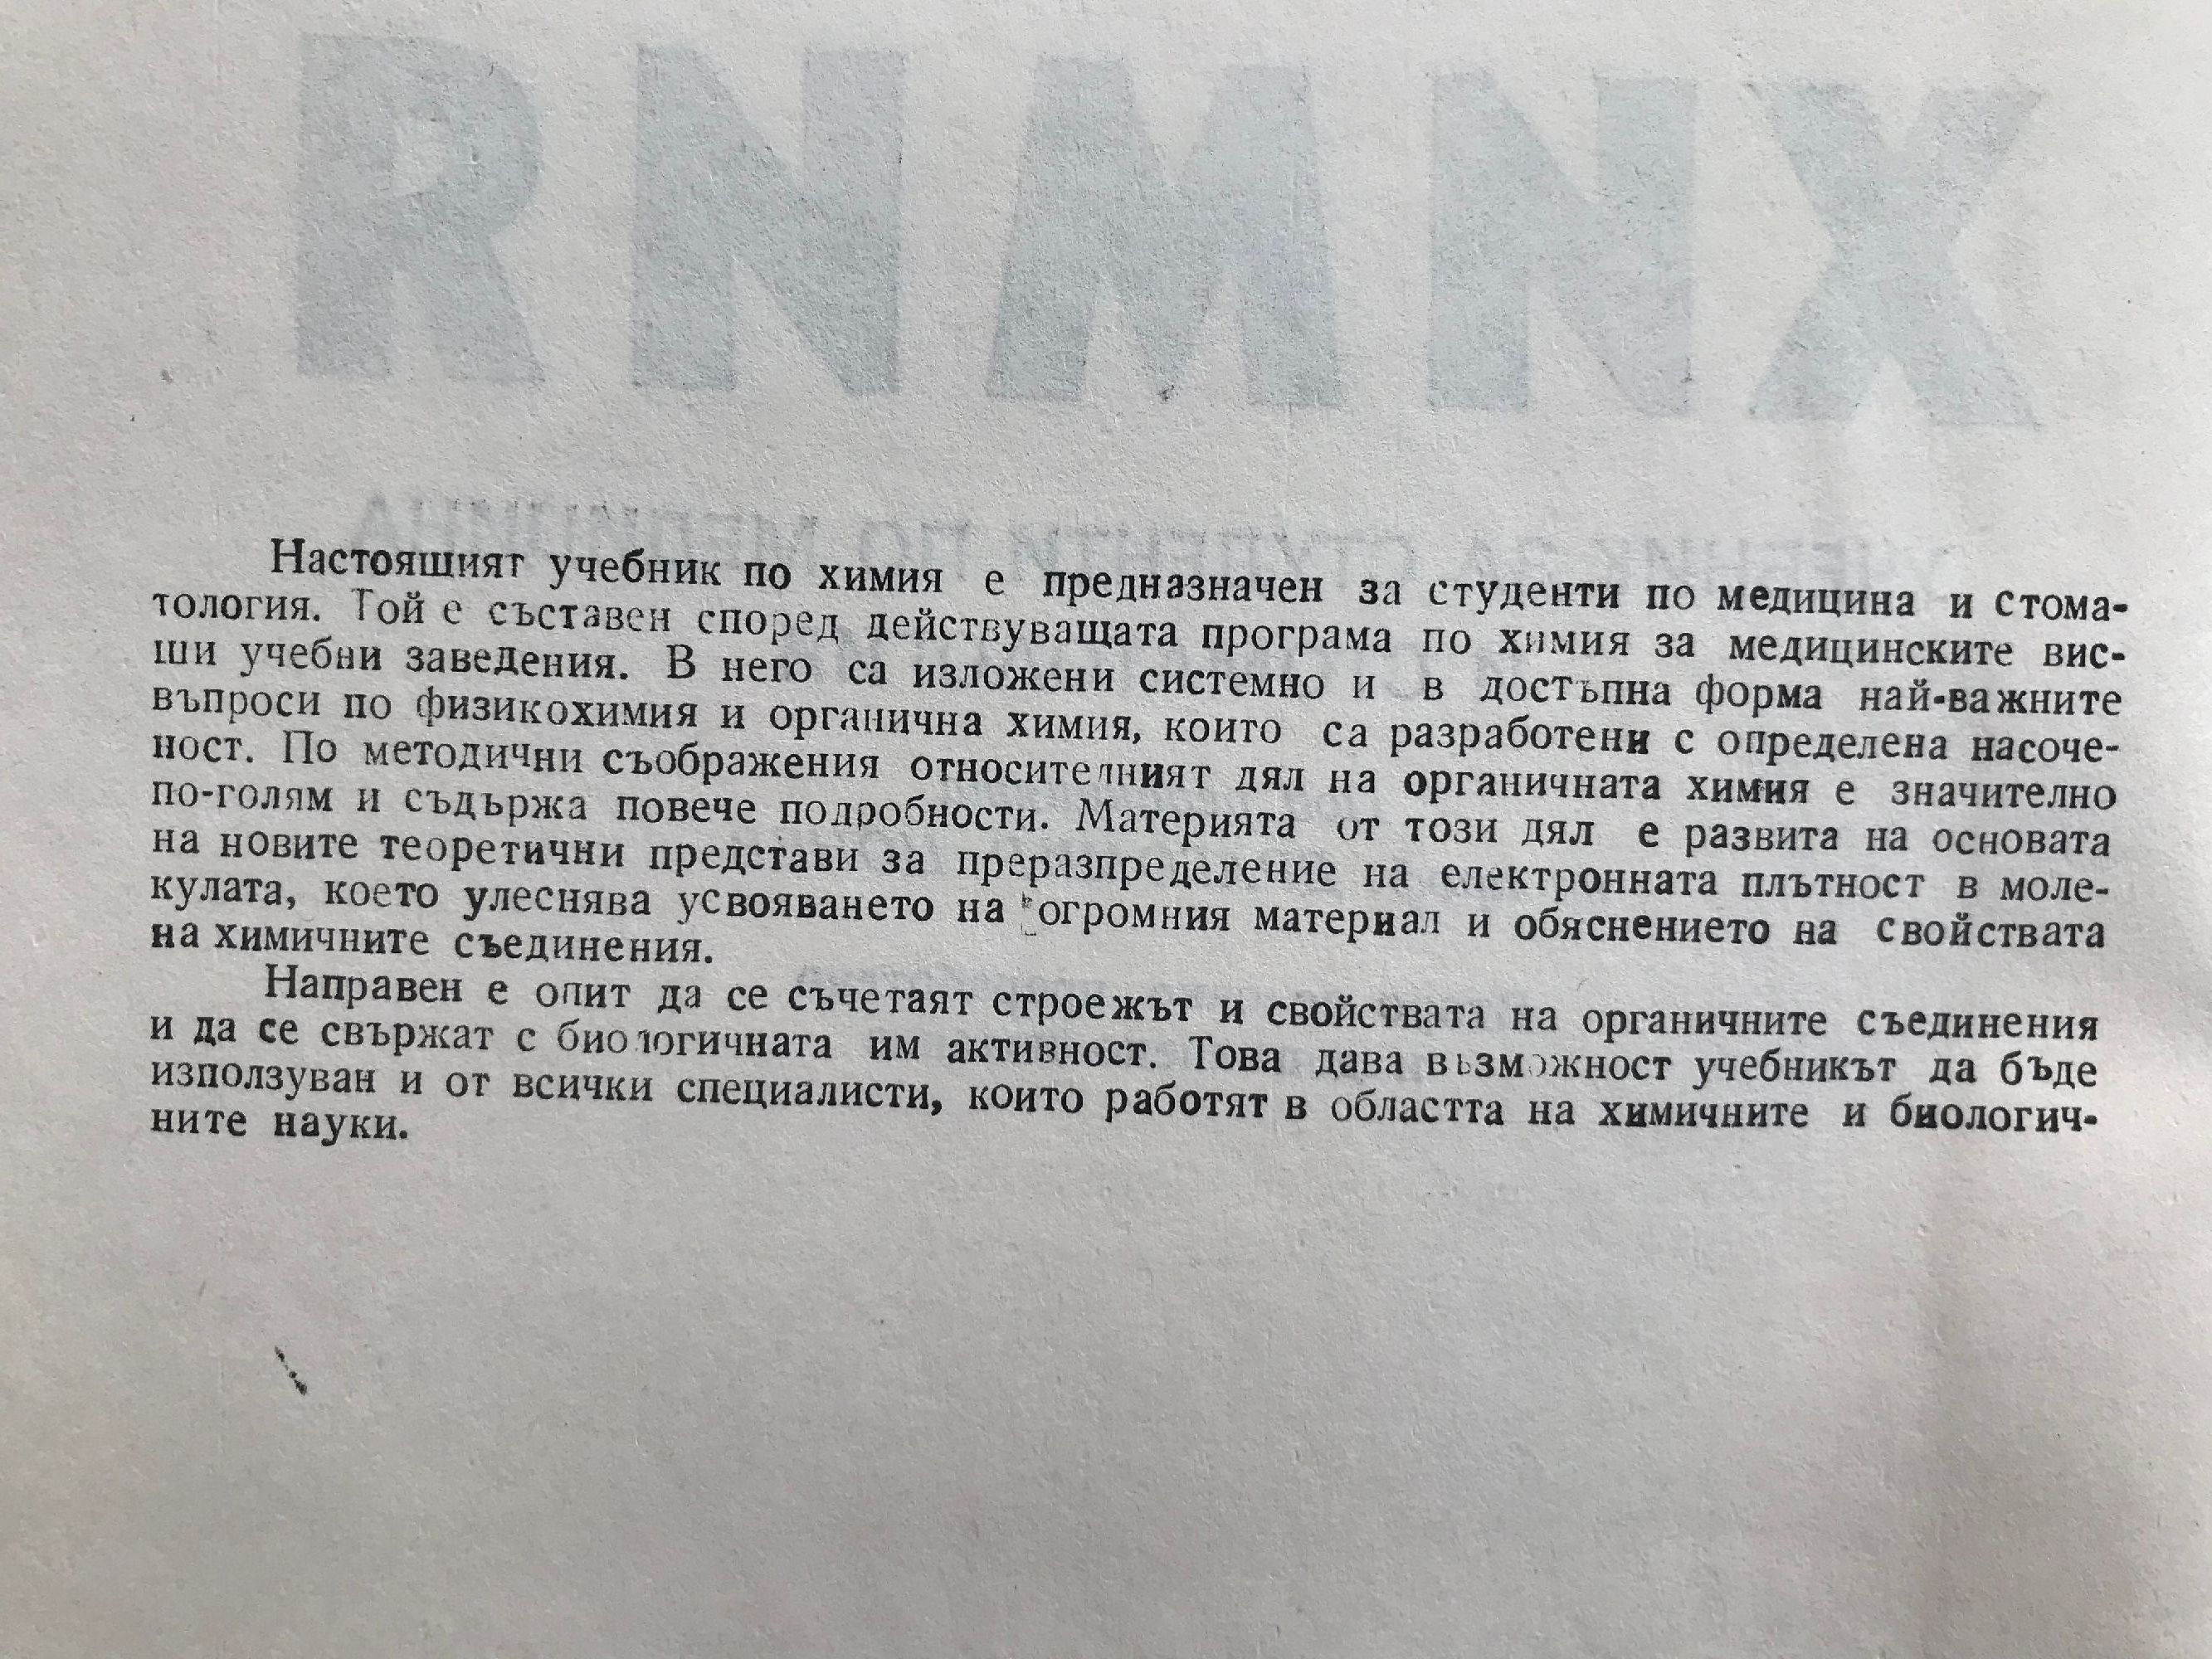 Настоящият учебник по химия е предназначен за студенти по медицина и стома-
тология. Той е съставен според действуващата програма по химия за медицинските вис-
ши учебни заведения. В него са изложени системно и в достъпна форма най-важните
въпроси по физикохимия и органична химия, които са разработени с определена насоче-
ност. По методични съображения относителният дял на органичната химия е значително
по-голям и съдържа повече подробности. Материята от този дял е развита на основата
на новите теоретични представи за преразпределение на електронната плътност в моле-
кулата, което улеснява усвояването на огромния материал и обяснението на свойствата
на химичните съединения.
Направен е опит да се съчетаят строежът и свойствата на органичните съединения
и да се свържат с биологичната им активност. Това дава възможност учебникът да бъде
използуван и от всички специалисти, които работят в областта на химичните и биологич-
ните науки.